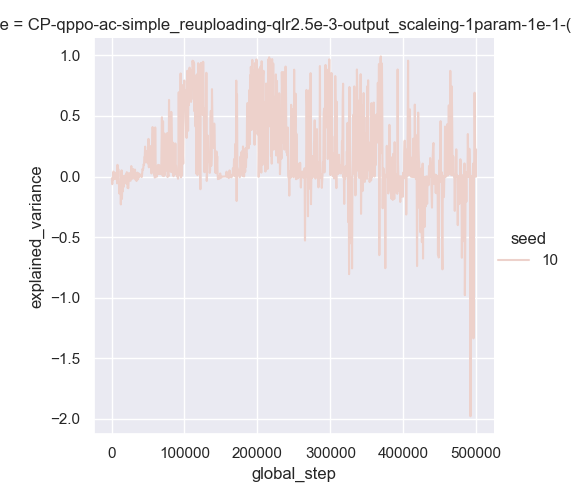 e = CP-qppo-ac-simple_reuploading-qlr2.5e-3-output_scaleing-1param-1e-1-(
1.0
0.5
0.0
−0.5
−1.0
−1.5
−2.0
explained_variance
0 100000 200000 300000 400000 500000
global_step
seed
10